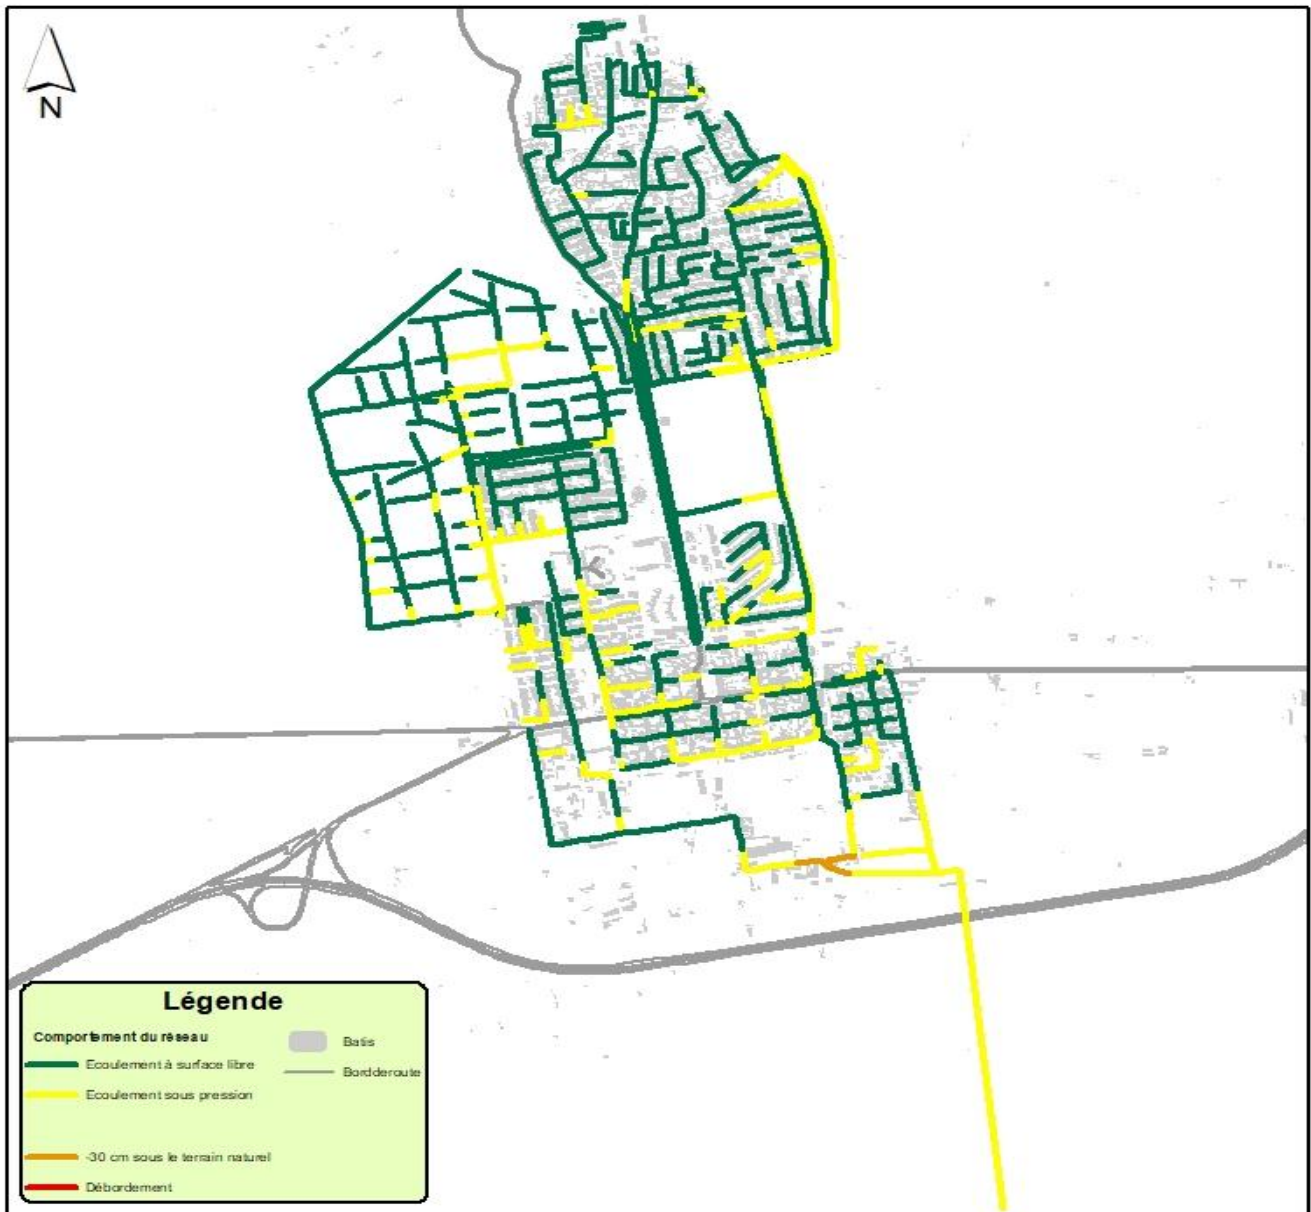 N
Légende
Comportement du réseau
Ecoulement à surface libre
Ecoulement sous pression
-30 cm sous le terrain naturel
Débordement
Batis
Bordderoute